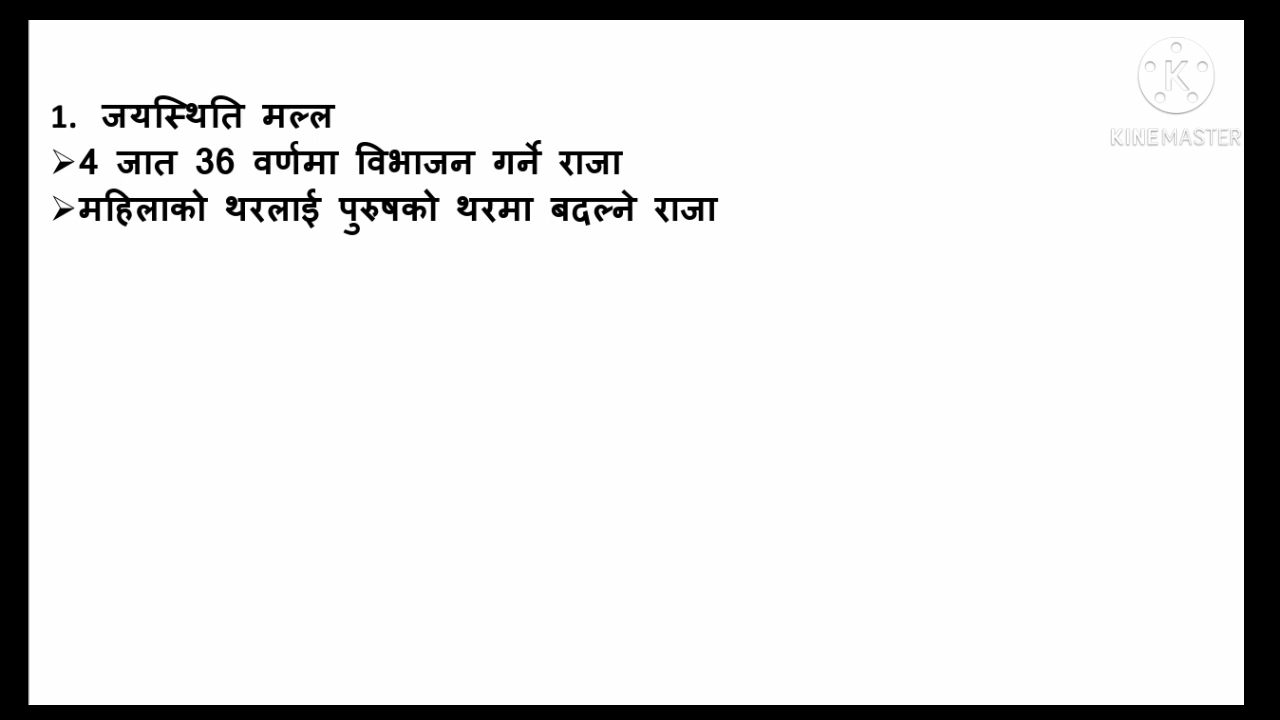 1. जयस्थिति मल्ल
➢4 जात 36 वर्णमा विभाजन गर्ने राजा
➢महिलाको थरलाई पुरुषको थरमा बदल्ने राजा
K
KINEMASTER